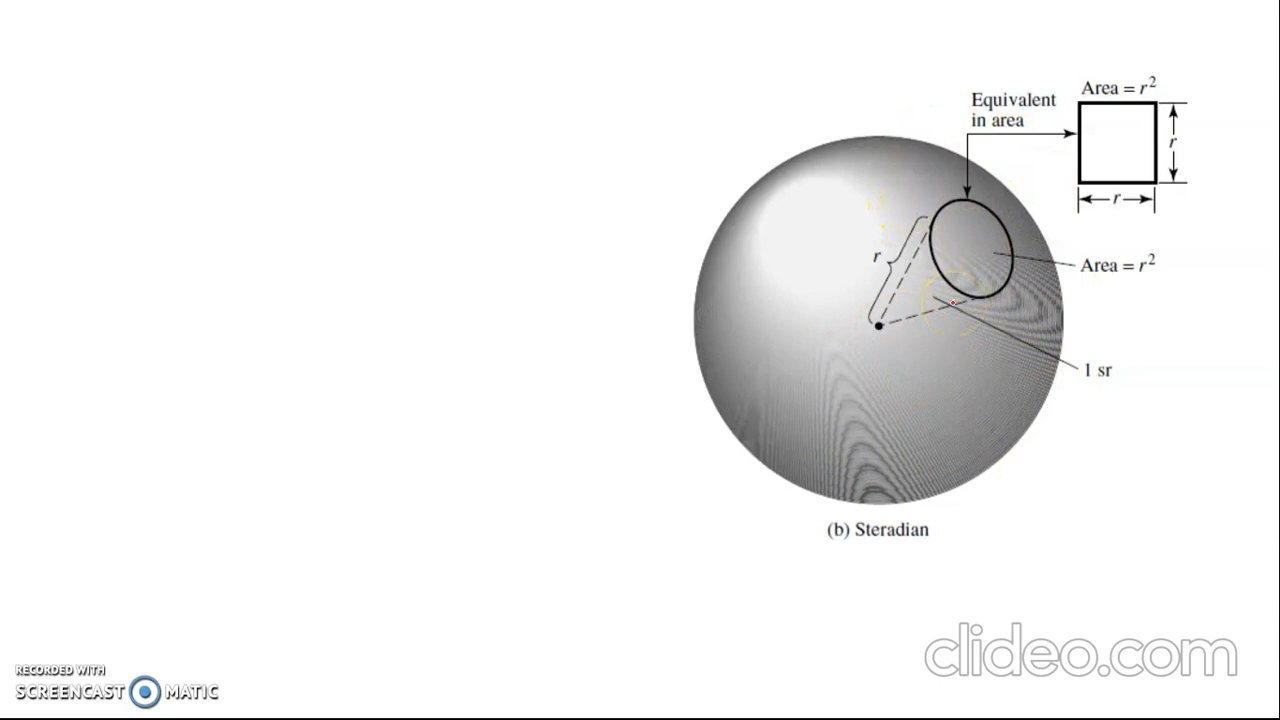 Area = r²
Equivalent
in area
r
r
r
Area = r²
1 sr
(b) Steradian
clideo.com
RECORDED WITH
SCREENCAST MATIC